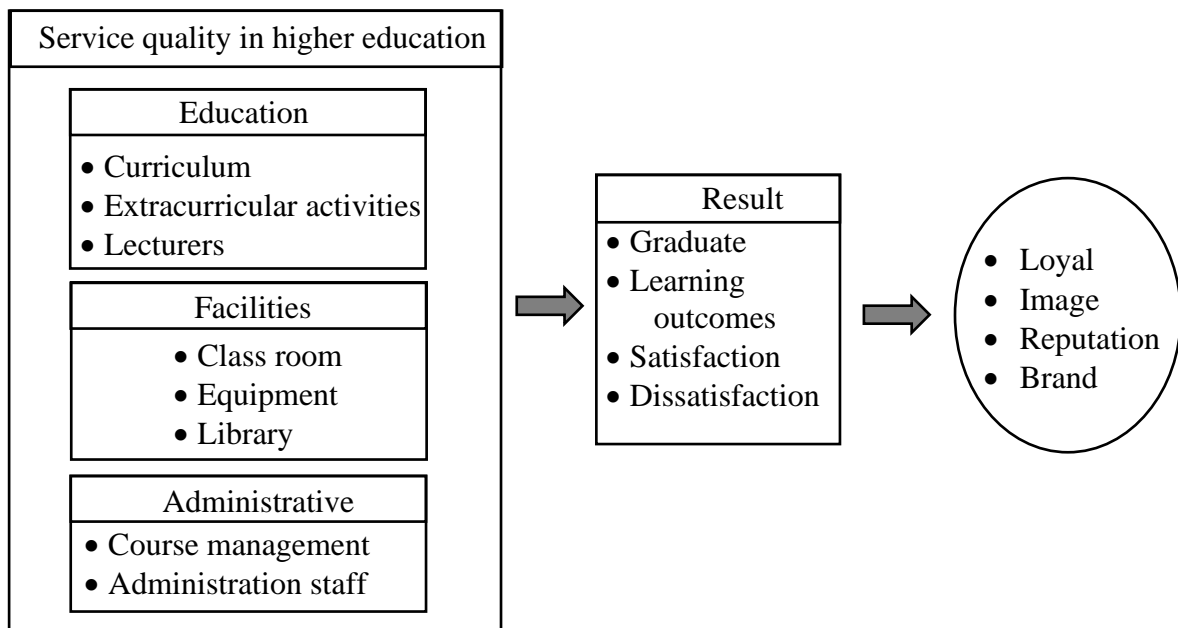 Service quality in higher education
Education
• Curriculum
• Extracurricular activities
• Lecturers
Facilities
• Class room
• Equipment
• Library
Administrative
• Course management
• Administration staff
Result
• Graduate
• Learning
outcomes
• Satisfaction
• Dissatisfaction
• Loyal
• Image
• Reputation
• Brand